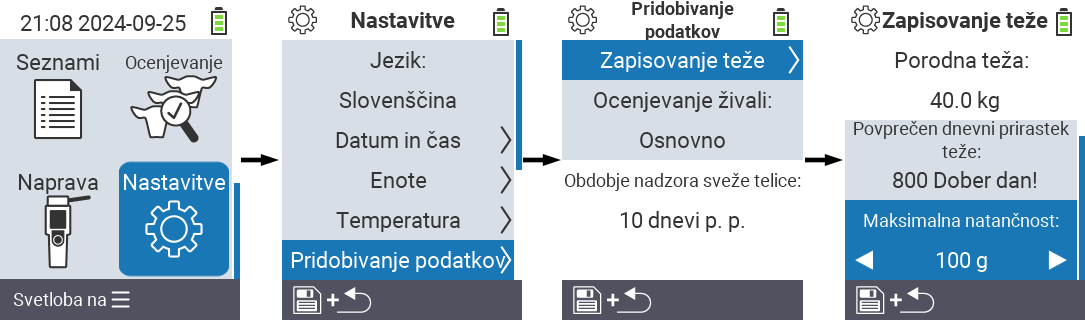 21:08 2024-09-25
Seznami
Ocenjevanje
Naprava
Nastavitve
Svetloba na
Nastavitve
Jezik:
Slovenščina
Datum in čas
Enote
Temperatura
Pridobivanje podatkov
+
Pridobivanje
podatkov
Zapisovanje teže
Ocenjevanje živali:
Osnovno
Obdobje nadzora sveže telice:
10 dnevi p. p.
+
Zapisovanje teže
Porodna teža:
40.0 kg
Povprečen dnevni prirastek
teže:
800 Dober dan!
Maksimalna natančnost:
100 g
+